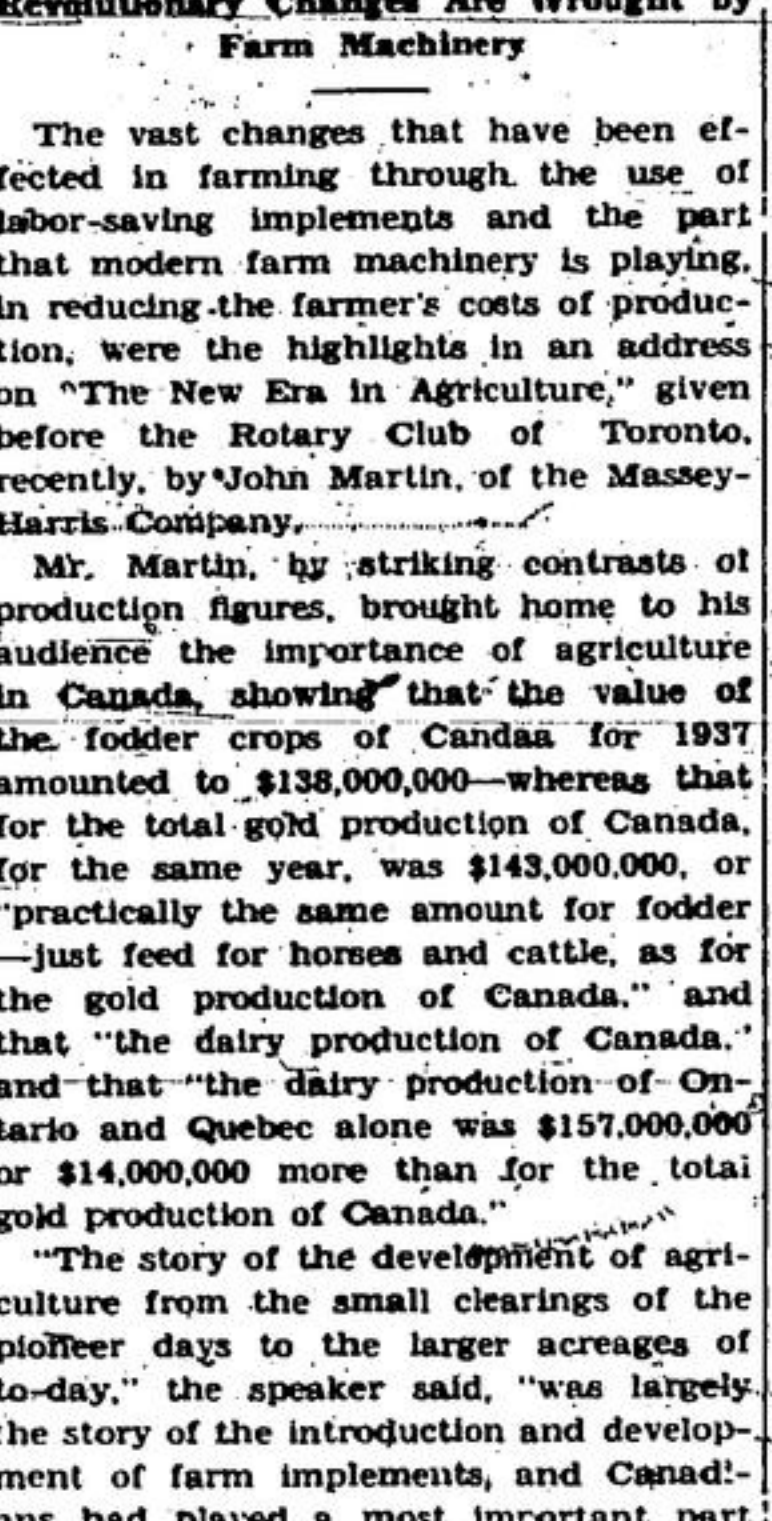 Revolutionary Changes Are Wrought by
Farm Machinery
The vast changes that have been ef-
fected in farming through the use of
labor-saving implements and the part
that modern farm machinery is playing,
in reducing the farmer's costs of produc-
tion, were the highlights in an address
on "The New Era in Agriculture," given
before the Rotary Club of Toronto,
recently, by John Martin, of the Massey-
Harris Company.
Mr. Martin, by striking contrasts of
production figures, brought home to his
audience the importance of agriculture
in Canada, showing that the value of
the fodder crops of Candaa for 1937
amounted to $138,000,000—whereas that
for the total gold production of Canada,
for the same year, was $143,000,000, or
"practically the same amount for fodder
—just feed for horses and cattle, as for
the gold production of Canada," and
that "the dairy production of Canada,'
and that "the dairy production of On-
tario and Quebec alone was $157,000,000
or $14,000,000 more than for the total
gold production of Canada."
"The story of the development of agri-
culture from the small clearings of the
pioneer days to the larger acreages of
to-day," the speaker said, "was largely
the story of the introduction and develop-
ment of farm implements, and Canadi-
ans had played a most important part